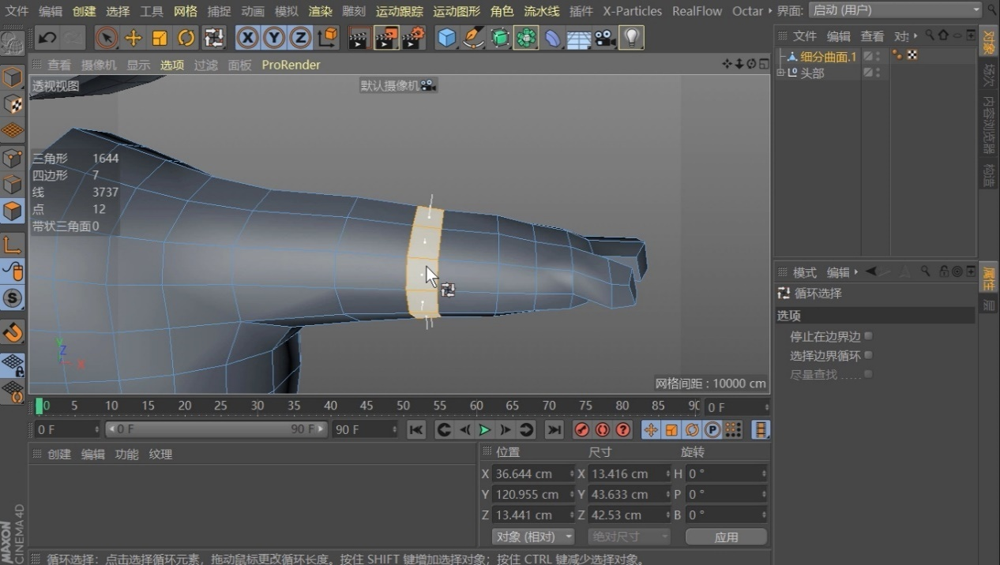 文件 编辑 创建 选择 工具 网格 捕捉 动画 模拟 渲染 雕刻 运动跟踪 运动图形 角色 流水线 插件 X-Particles RealFlow Octar 界面: 启动 (用户)
X Y Z
文件 编辑 查看 对
查看 摄像机 显示 选项 过滤 面板 ProRender
细分曲面.1
头部
对象
场次
内容浏览器
构造
透视视图
默认摄像机
三角形 1644
四边形 7
线 3737
点 12
带状三角面0
Y
Z
X
S
网格间距 : 10000 cm
模式 编辑
循环选择
选项
停止在边界边
选择边界循环
尽量查找 . . . . .
属性
层
0 5 10 15 20 25 30 35 40 45 50 55 60 65 70 75 80 85 90 0 F
0 F 0 F 90 F 90 F
P
创建 编辑 功能 纹理
位置 尺寸 旋转
X 36.644 cm X 13.416 cm H 0 °
Y 120.955 cm Y 43.633 cm P 0 °
Z 13.441 cm Z 42.53 cm B 0 °
对象 (相对) 绝对尺寸 应用
MAXON
CINEMA 4D
循环选择：点击选择循环元素，拖动鼠标更改循环长度。按住 SHIFT 键增加选择对象；按住 CTRL 键减少选择对象。